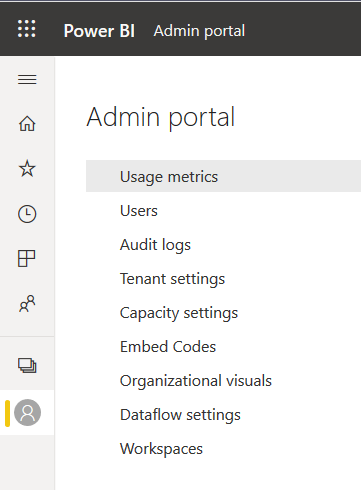 Power BI Admin portal
Admin portal
Usage metrics
Users
Audit logs
Tenant settings
Capacity settings
Embed Codes
Organizational visuals
Dataflow settings
Workspaces